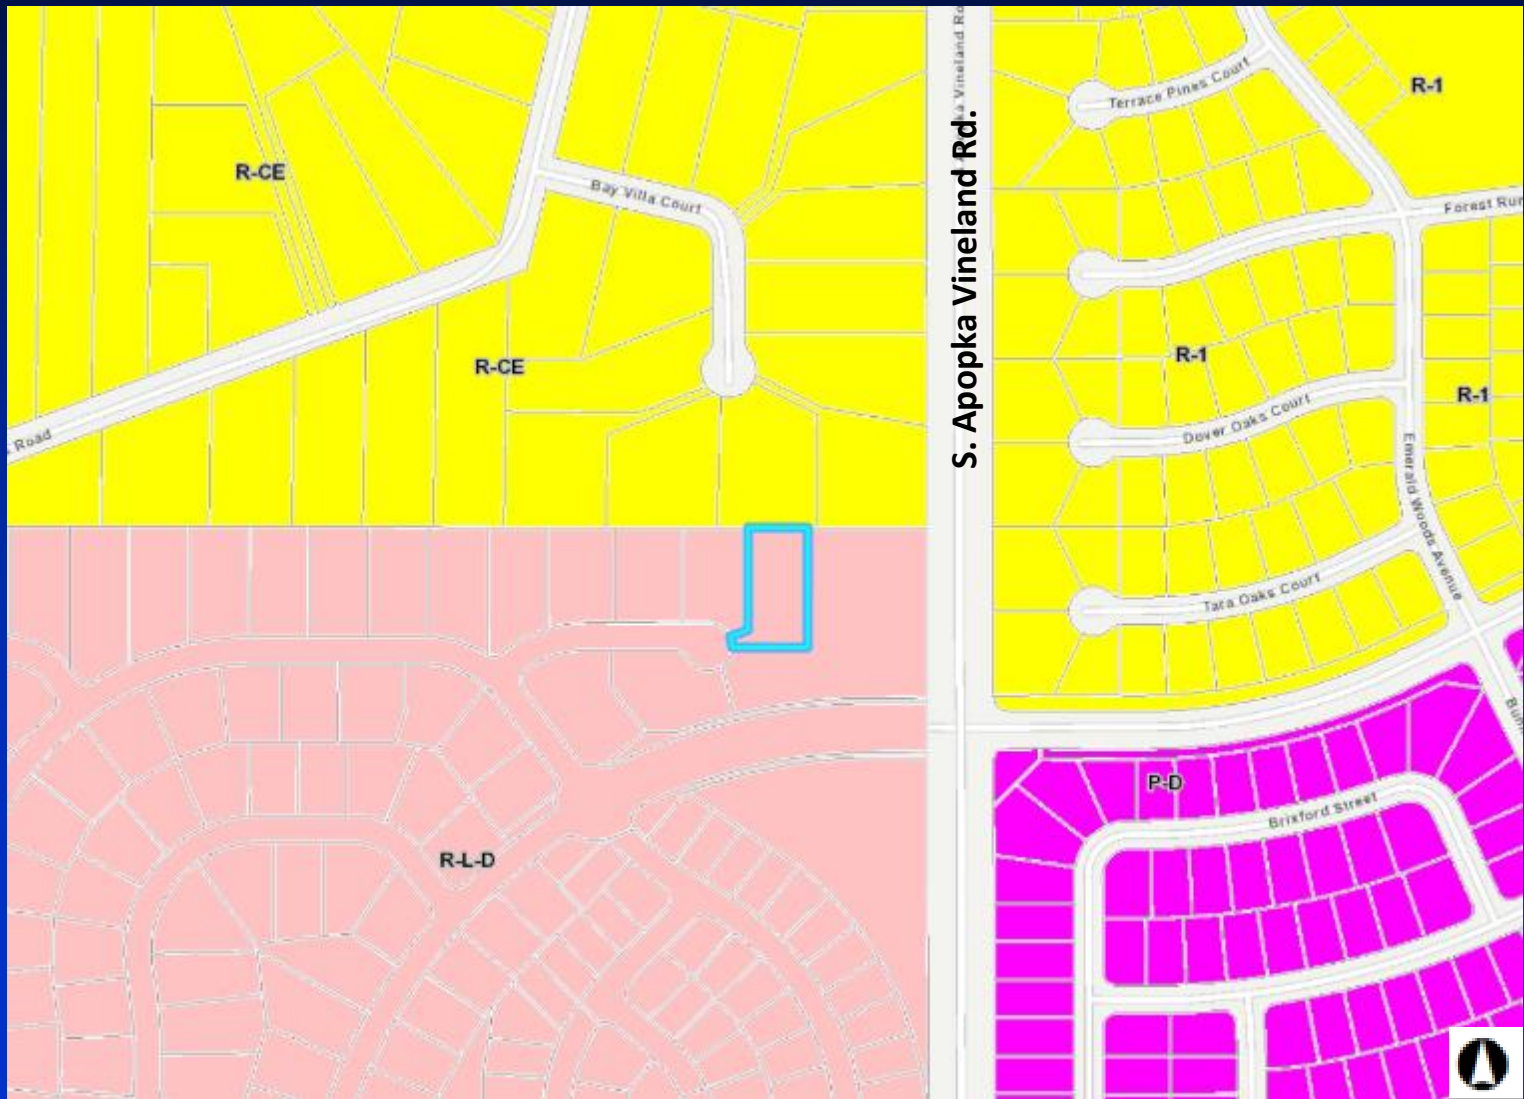 S. Apopka Vineland Rd.
Terrace Pines Court
R-1
R-CE
Bay Villa Court
Forest Run
R-CE
R-1
R-1
Dover Oaks Court
Road
Emerald Woods Avenue
Tara Oaks Court
P-D
Brixford Street
R-L-D